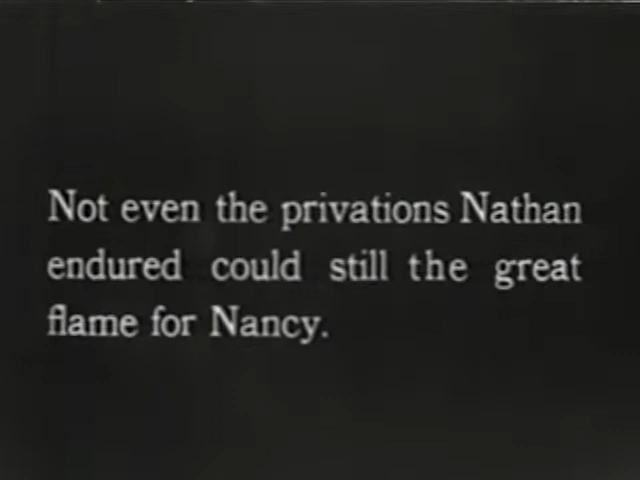 Not even the privations Nathan
endured could still the great
flame for Nancy.